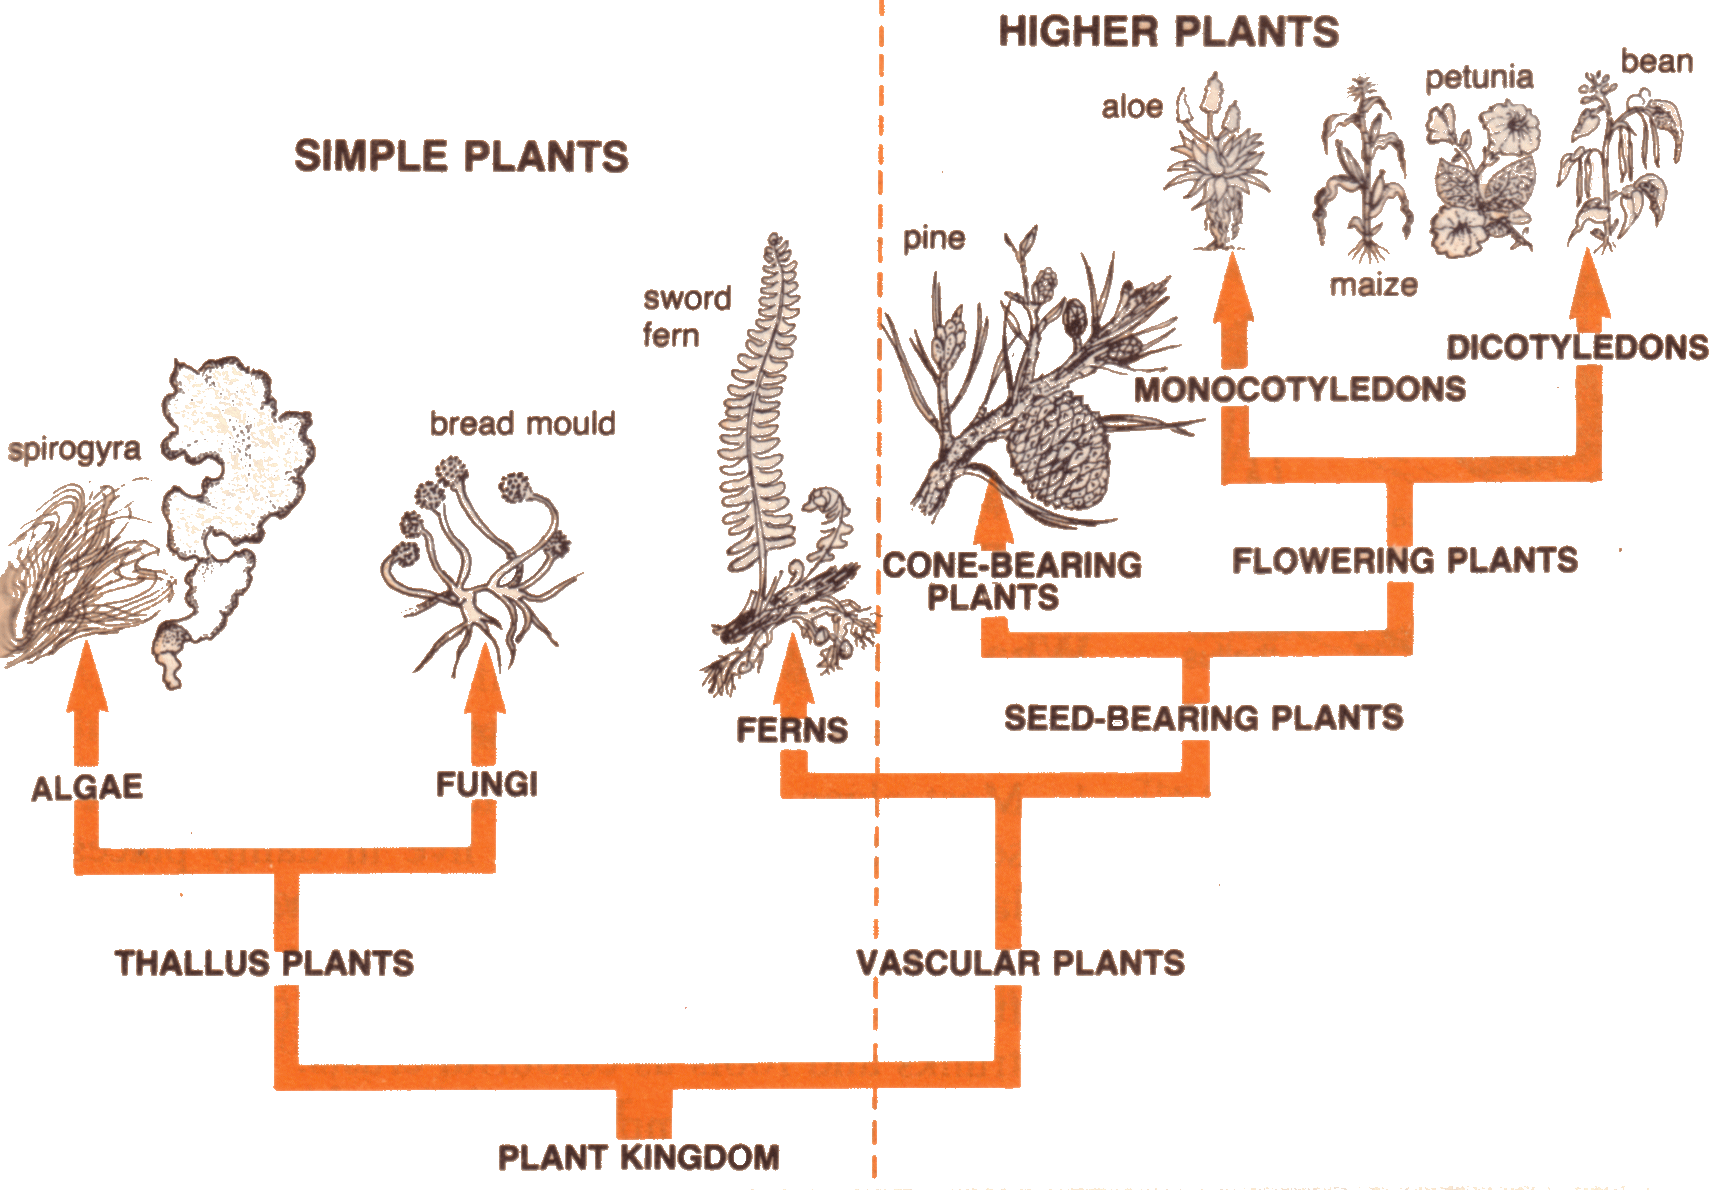 HIGHER PLANTS
SIMPLE PLANTS
aloe
petunia
bean
maize
pine
sword
fern
DICOTYLEDONS
MONOCOTYLEDONS
spirogyra
bread mould
CONE-BEARING
PLANTS
FLOWERING PLANTS
FERNS
SEED-BEARING PLANTS
ALGAE
FUNGI
THALLUS PLANTS
VASCULAR PLANTS
PLANT KINGDOM